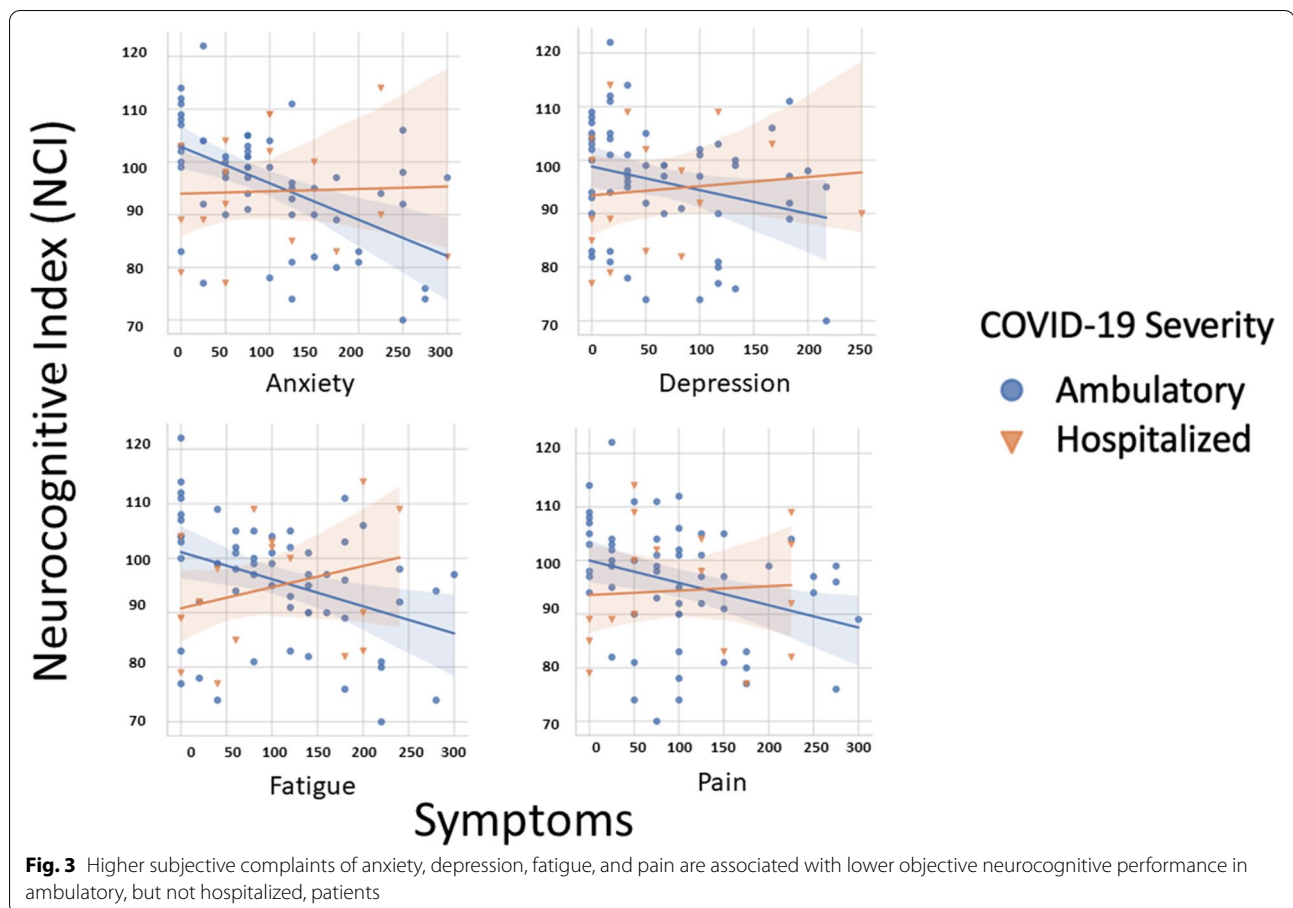 Neurocognitive Index (NCI)
120
110
100
90
80
70
0 50 100 150 200 250 300
Anxiety
120
110
100
90
80
70
0 50 100 150 200 250
Depression
COVID-19 Severity
Ambulatory
Hospitalized
120
110
100
90
80
70
0 50 100 150 200 250 300
Fatigue
120
110
100
90
80
70
0 50 100 150 200 250 300
Pain
Symptoms
Fig. 3 Higher subjective complaints of anxiety, depression, fatigue, and pain are associated with lower objective neurocognitive performance in
ambulatory, but not hospitalized, patients